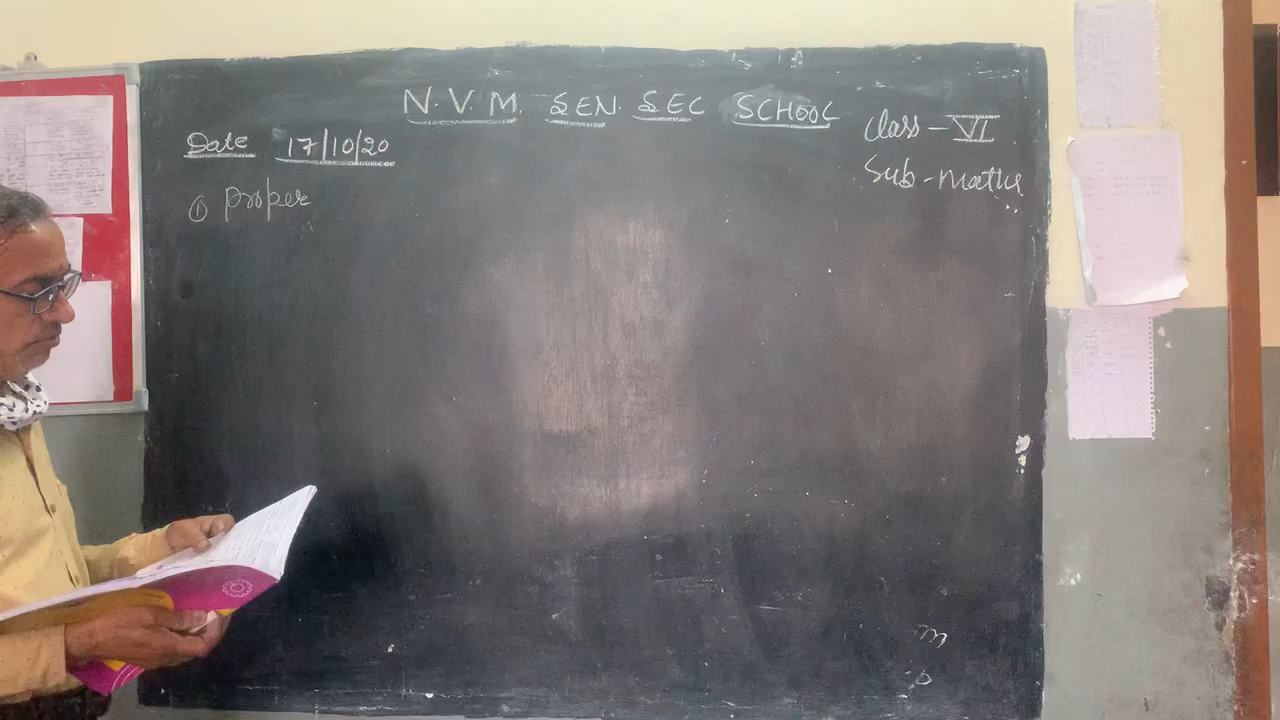 N.V.M. SEN. SEC SCHOOL
Date 17/10/20
Class - VI
Sub - Maths
① Proper
m